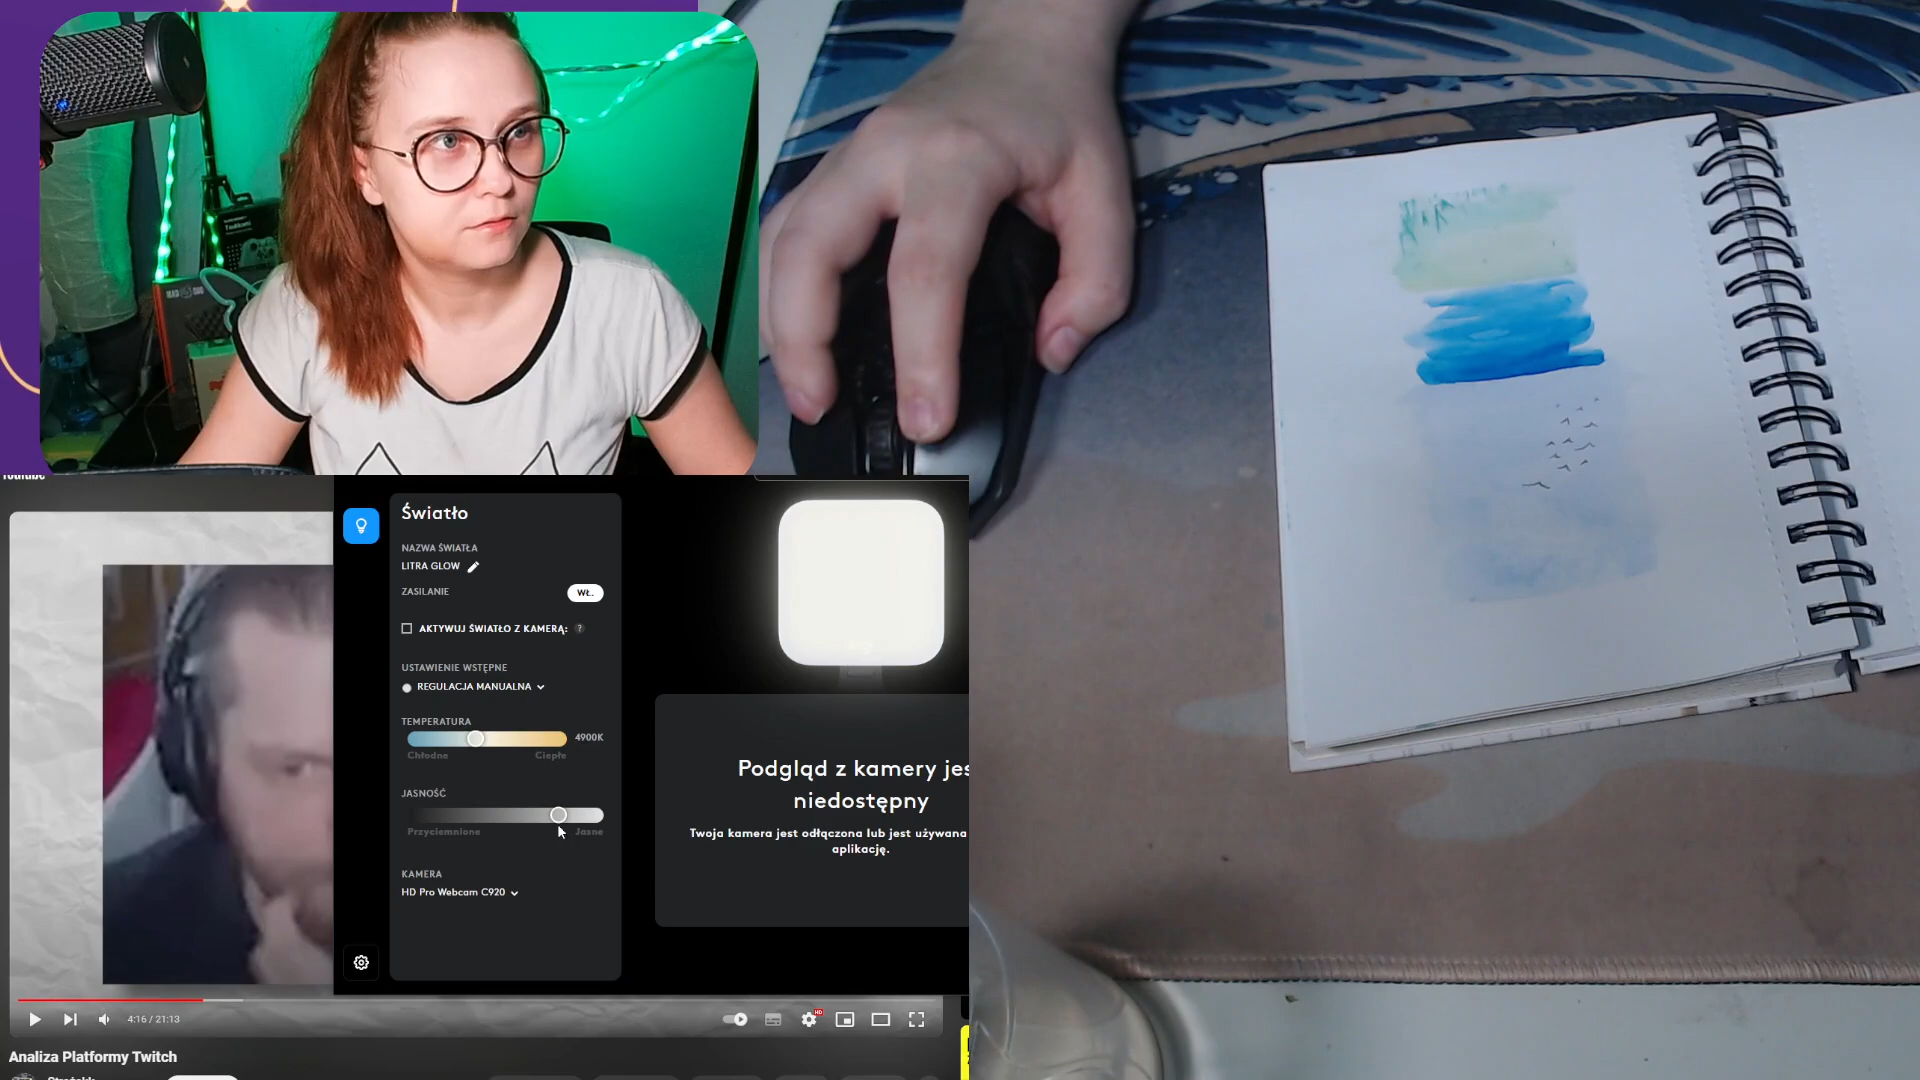 Youtube
Światło
NAZWA ŚWIATŁA
LITRA GLOW
ZASILANIE
WŁ.
AKTYWUJ ŚWIATŁO Z KAMERĄ: ?
USTAWIENIE WSTĘPNE
REGULACJA MANUALNA
TEMPERATURA
4900K
Chłodne Ciepłe
JASNOŚĆ
Przyciemnione Jasne
KAMERA
HD Pro Webcam C920
Podgląd z kamery jes
niedostępny
Twoja kamera jest odłączona lub jest używana
aplikację.
4:16 / 21:13
HD
Analiza Platformy Twitch